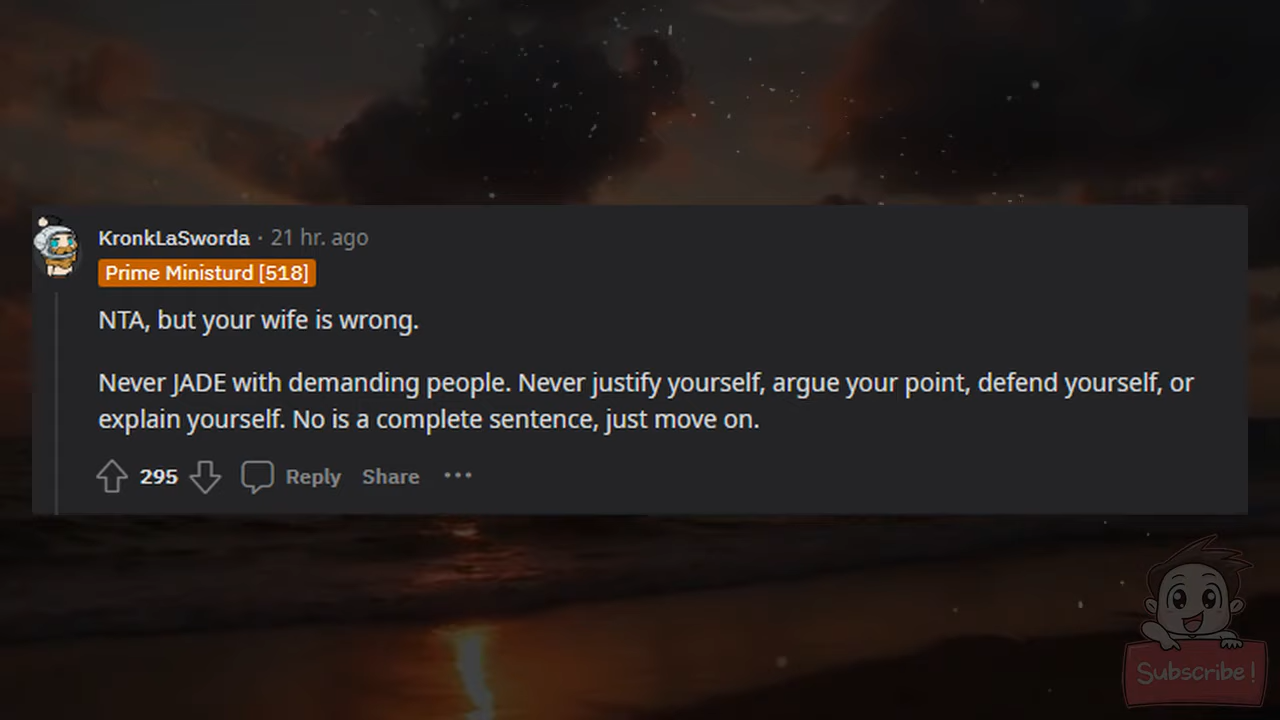 KronkLaSworda · 21 hr. ago
Prime Ministurd [518]
NTA, but your wife is wrong.
Never JADE with demanding people. Never justify yourself, argue your point, defend yourself, or
explain yourself. No is a complete sentence, just move on.
295 Reply Share ···
Subscribe!